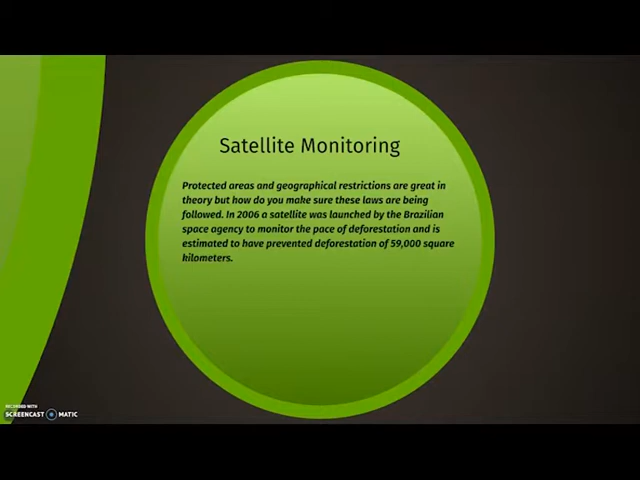 Satellite Monitoring
Protected areas and geographical restrictions are great in
theory but how do you make sure these laws are being
followed. In 2006 a satellite was launched by the Brazilian
space agency to monitor the pace of deforestation and is
estimated to have prevented deforestation of 59,000 square
kilometers.
RECORDED WITH
SCREENCAST MATIC